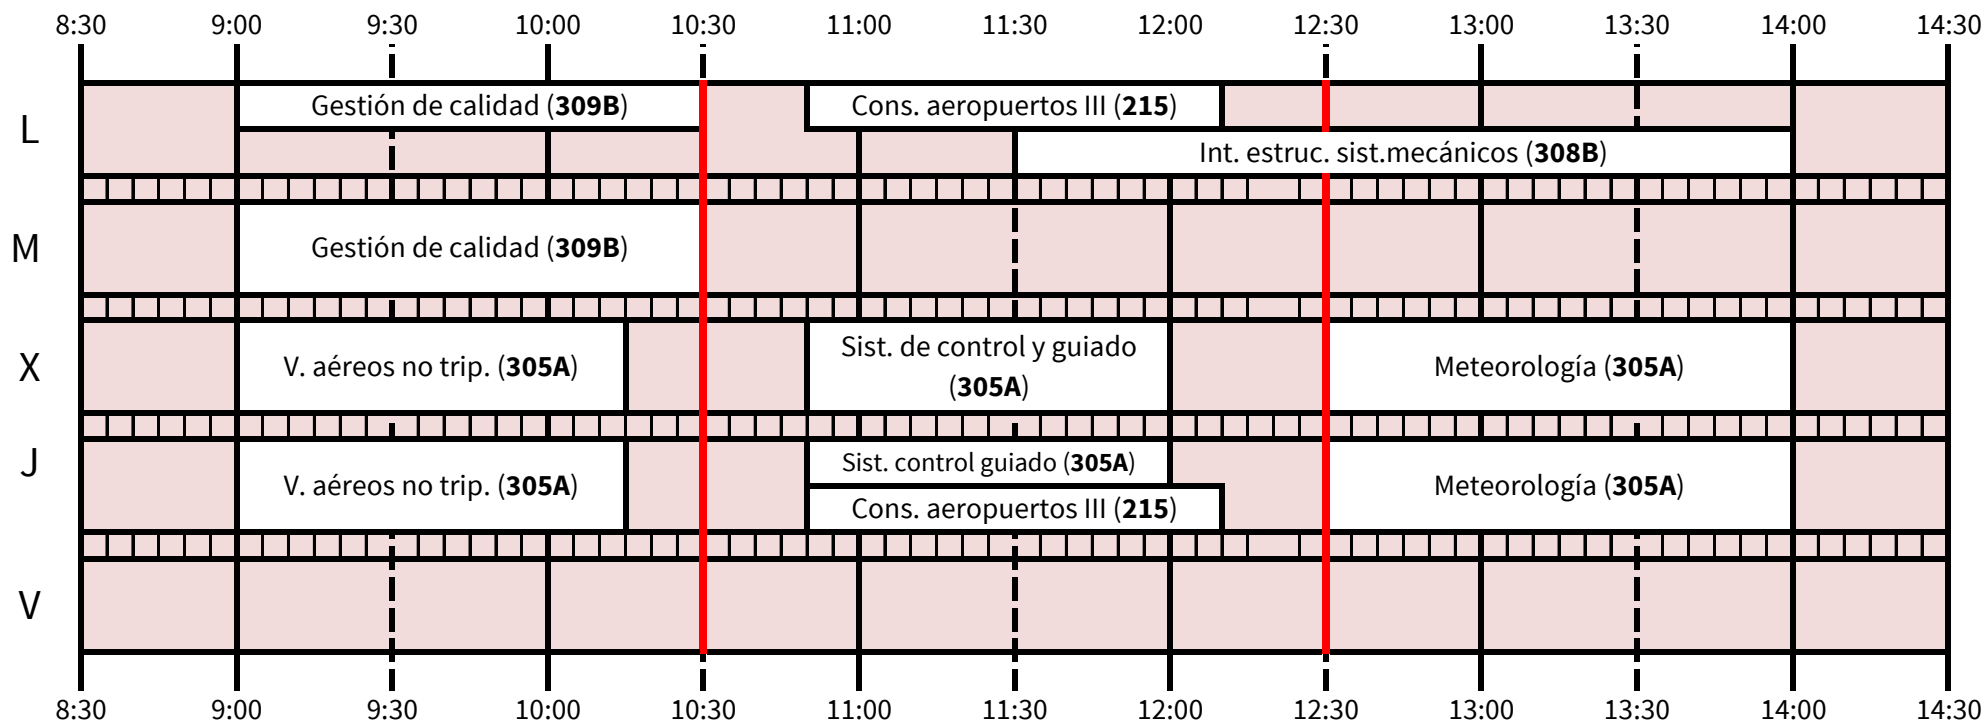 8:30 9:00 9:30 10:00 10:30 11:00 11:30 12:00 12:30 13:00 13:30 14:00 14:30
L
Gestión de calidad (309B)
Cons. aeropuertos III (215)
Int. estruc. sist.mecánicos (308B)
M
Gestión de calidad (309B)
X
V. aéreos no trip. (305A)
Sist. de control y guiado
(305A)
Meteorología (305A)
J
V. aéreos no trip. (305A)
Sist. control guiado (305A)
Cons. aeropuertos III (215)
Meteorología (305A)
V
8:30 9:00 9:30 10:00 10:30 11:00 11:30 12:00 12:30 13:00 13:30 14:00 14:30